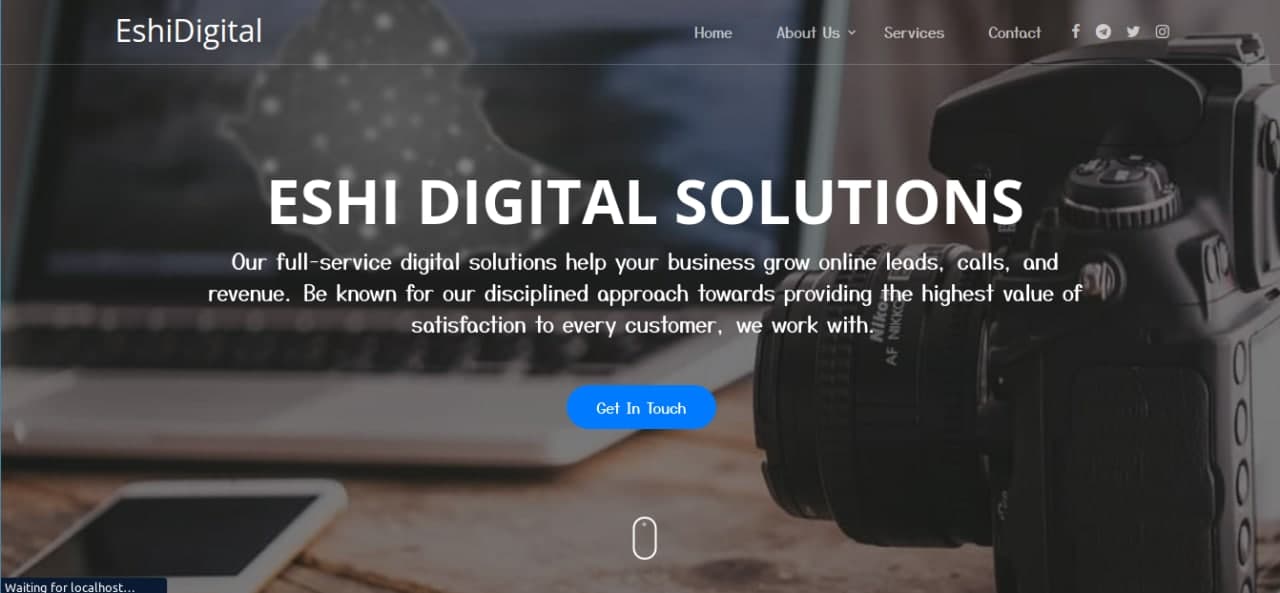 EshiDigital
Home About Us Services Contact
ESHI DIGITAL SOLUTIONS
Our full-service digital solutions help your business grow online leads, calls, and
revenue. Be known for our disciplined approach towards providing the highest value of
satisfaction to every customer, we work with.
Nikon
AF NIKKOR
Get In Touch
Waiting for localhost...